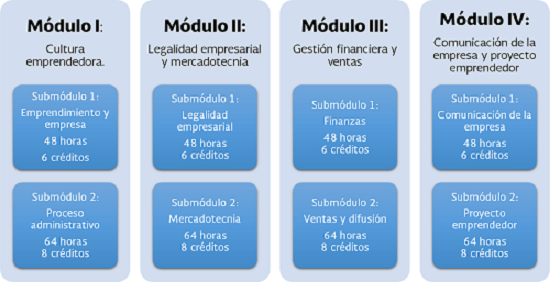 Módulo I:
Cultura
emprendedora.
Submódulo 1:
Emprendimiento y
empresa
48 horas
6 créditos
Submódulo 2:
Proceso
administrativo
64 horas
8 créditos
Módulo II:
Legalidad empresarial
y mercadotecnia
Submódulo 1:
Legalidad
empresarial
48 horas
6 créditos
Submódulo 2:
Mercadotecnia
64 horas
8 créditos
Módulo III:
Gestión financiera y
ventas
Submódulo 1:
Finanzas
48 horas
6 créditos
Submódulo 2:
Ventas y difusión
64 horas
8 créditos
Módulo IV:
Comunicación de la
empresa y proyecto
emprendedor
Submódulo 1:
Comunicación de la
empresa
48 horas
6 créditos
Submódulo 2:
Proyecto
emprendedor
64 horas
8 créditos